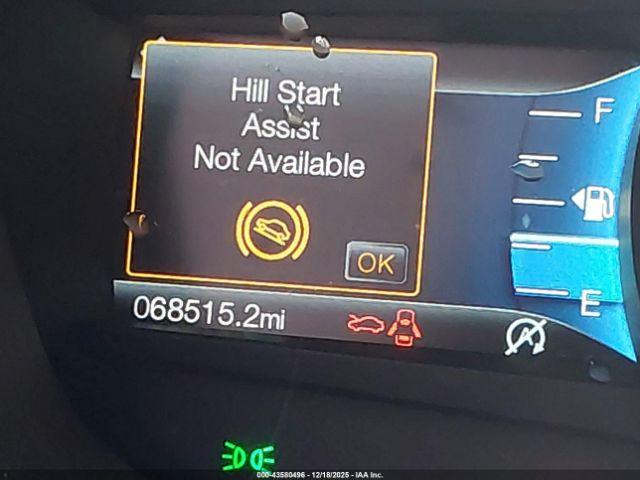 Hill Start
Assist
Not Available
OK
F
E
068515.2mi
000-43580496 - 12/18/2025 - IAA Inc.